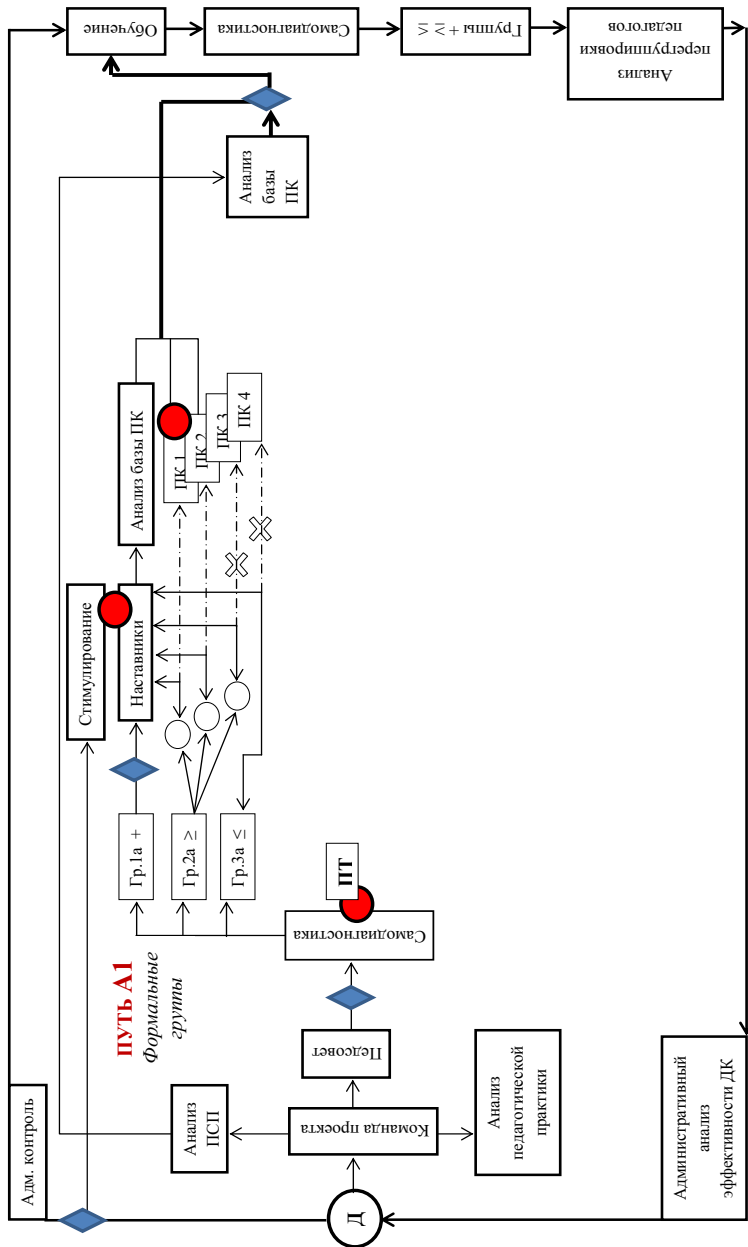 Адм. контроль
ПУТЬ А1
Формальные
группы
Д
Анализ
ПСП
Команда проекта
Анализ
педагогической
практики
Педсовет
Самодиагностика
ПТ
Гр.1а +
Гр.2а ≥
Гр.3а ≤
Стимулирование
Наставники
Анализ базы ПК
ПК 1
ПК 2
ПК 3
ПК 4
Анализ
базы
ПК
Обучение
Самодиагностика
Группы + ≥ ≤
Анализ
перегруппировки
педагогов
Административный
анализ
эффективности ДК